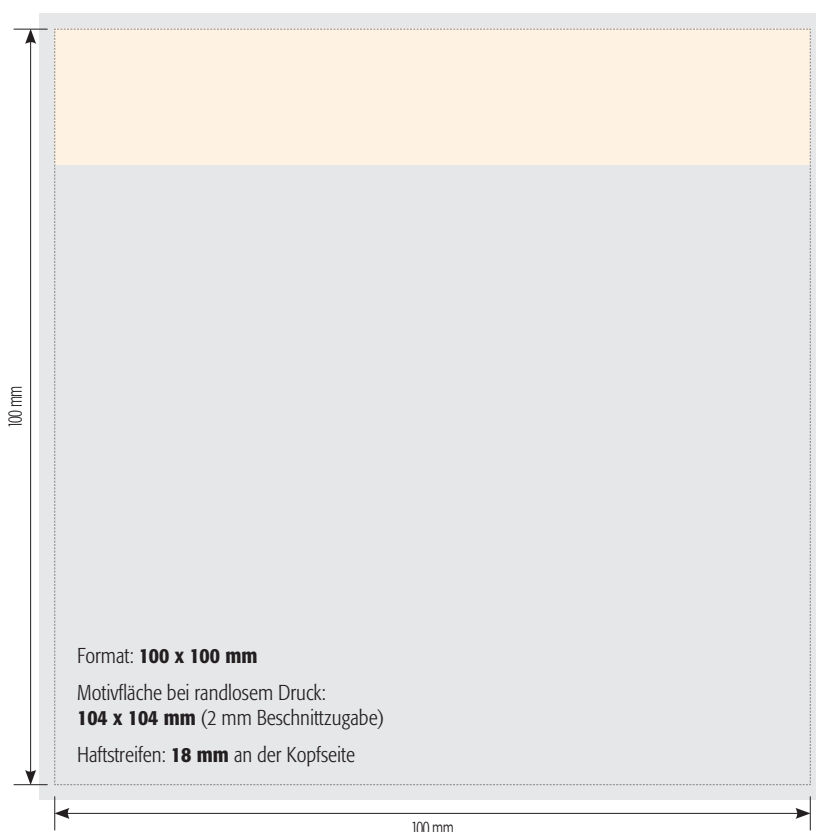 100 mm
Format: 100 x 100 mm
Motivfläche bei randlosem Druck:
104 x 104 mm (2 mm Beschnittzugabe)
Haftstreifen: 18 mm an der Kopfseite
100 mm